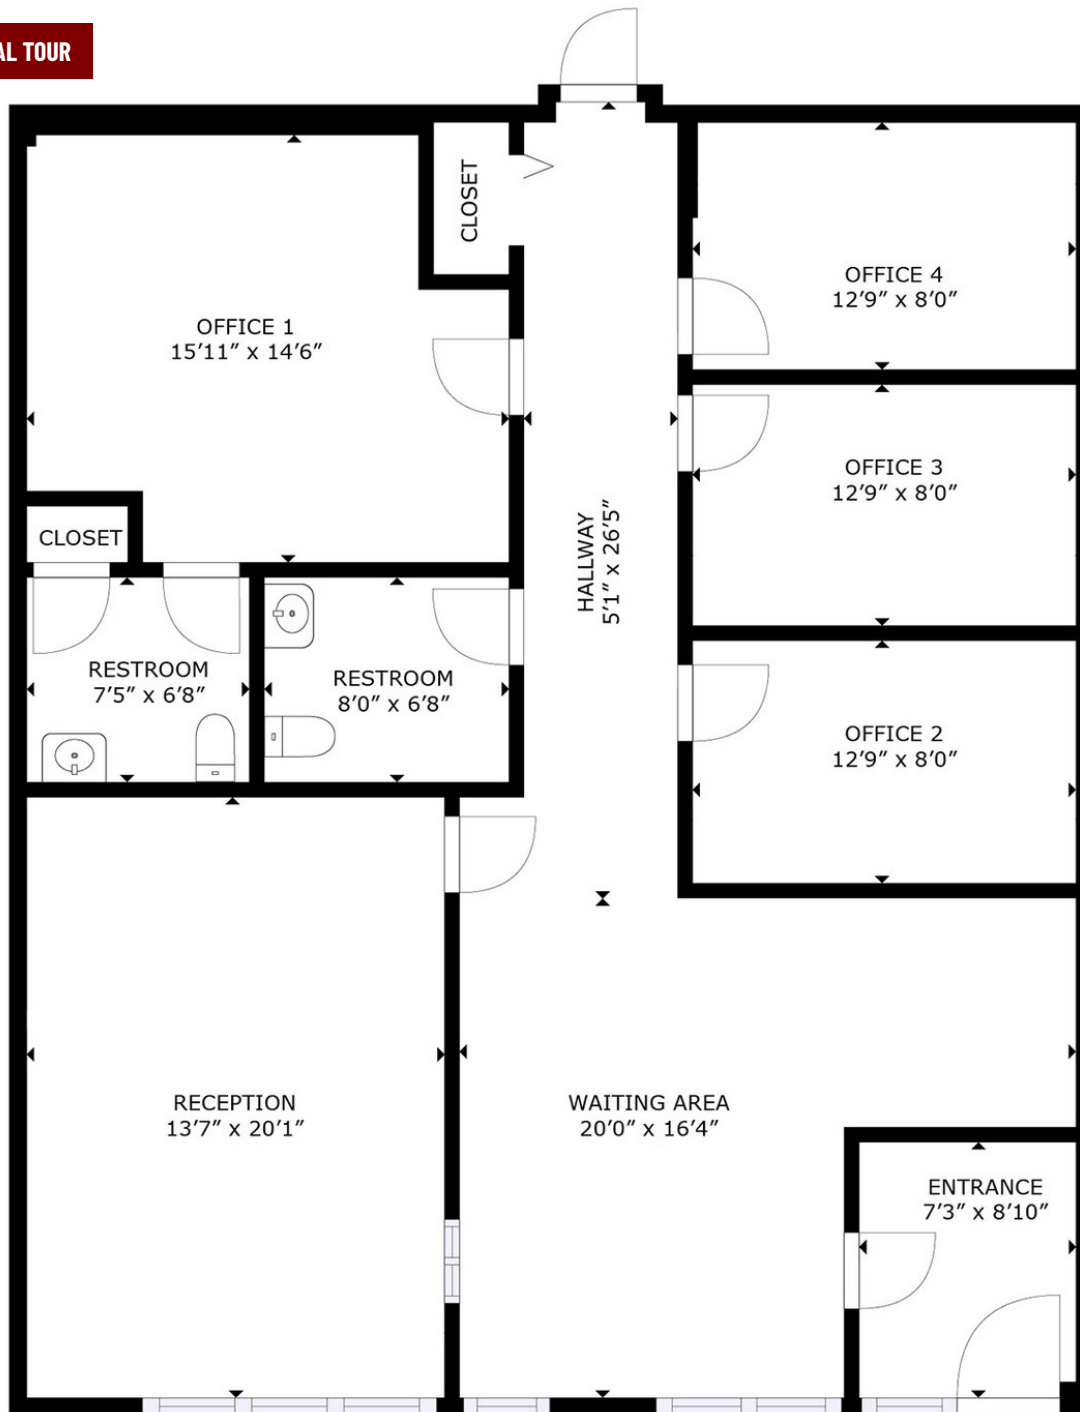 AL TOUR
CLOSET
OFFICE 4
12'9" x 8'0"
OFFICE 1
15'11" x 14'6"
OFFICE 3
12'9" x 8'0"
HALLWAY
5'1" x 26'5"
CLOSET
RESTROOM
7'5" x 6'8"
RESTROOM
8'0" x 6'8"
OFFICE 2
12'9" x 8'0"
RECEPTION
13'7" x 20'1"
WAITING AREA
20'0" x 16'4"
ENTRANCE
7'3" x 8'10"